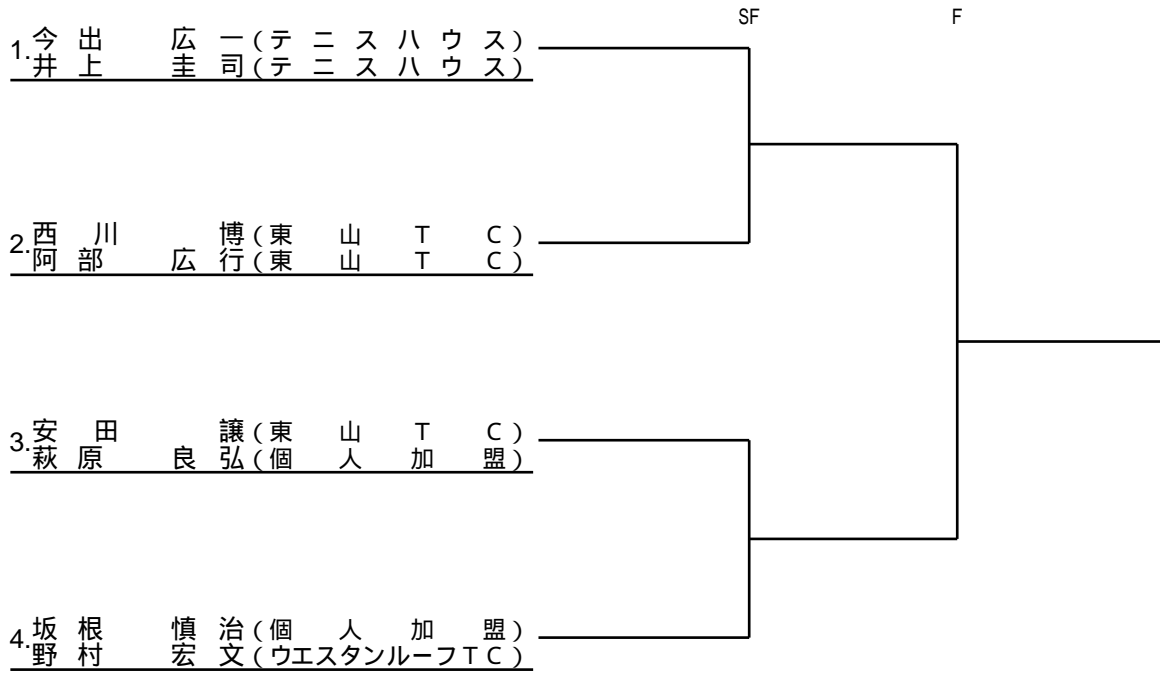 SF F
1. 今出 広一(テニスハウス)
井上 圭司(テニスハウス)
2. 西川 博(東山TC)
阿部 広行(東山TC)
3. 安田 譲(東山TC)
萩原 良弘(個人加盟)
4. 坂根 慎治(個人加盟)
野村 宏文(ウエスタンルーフTC)